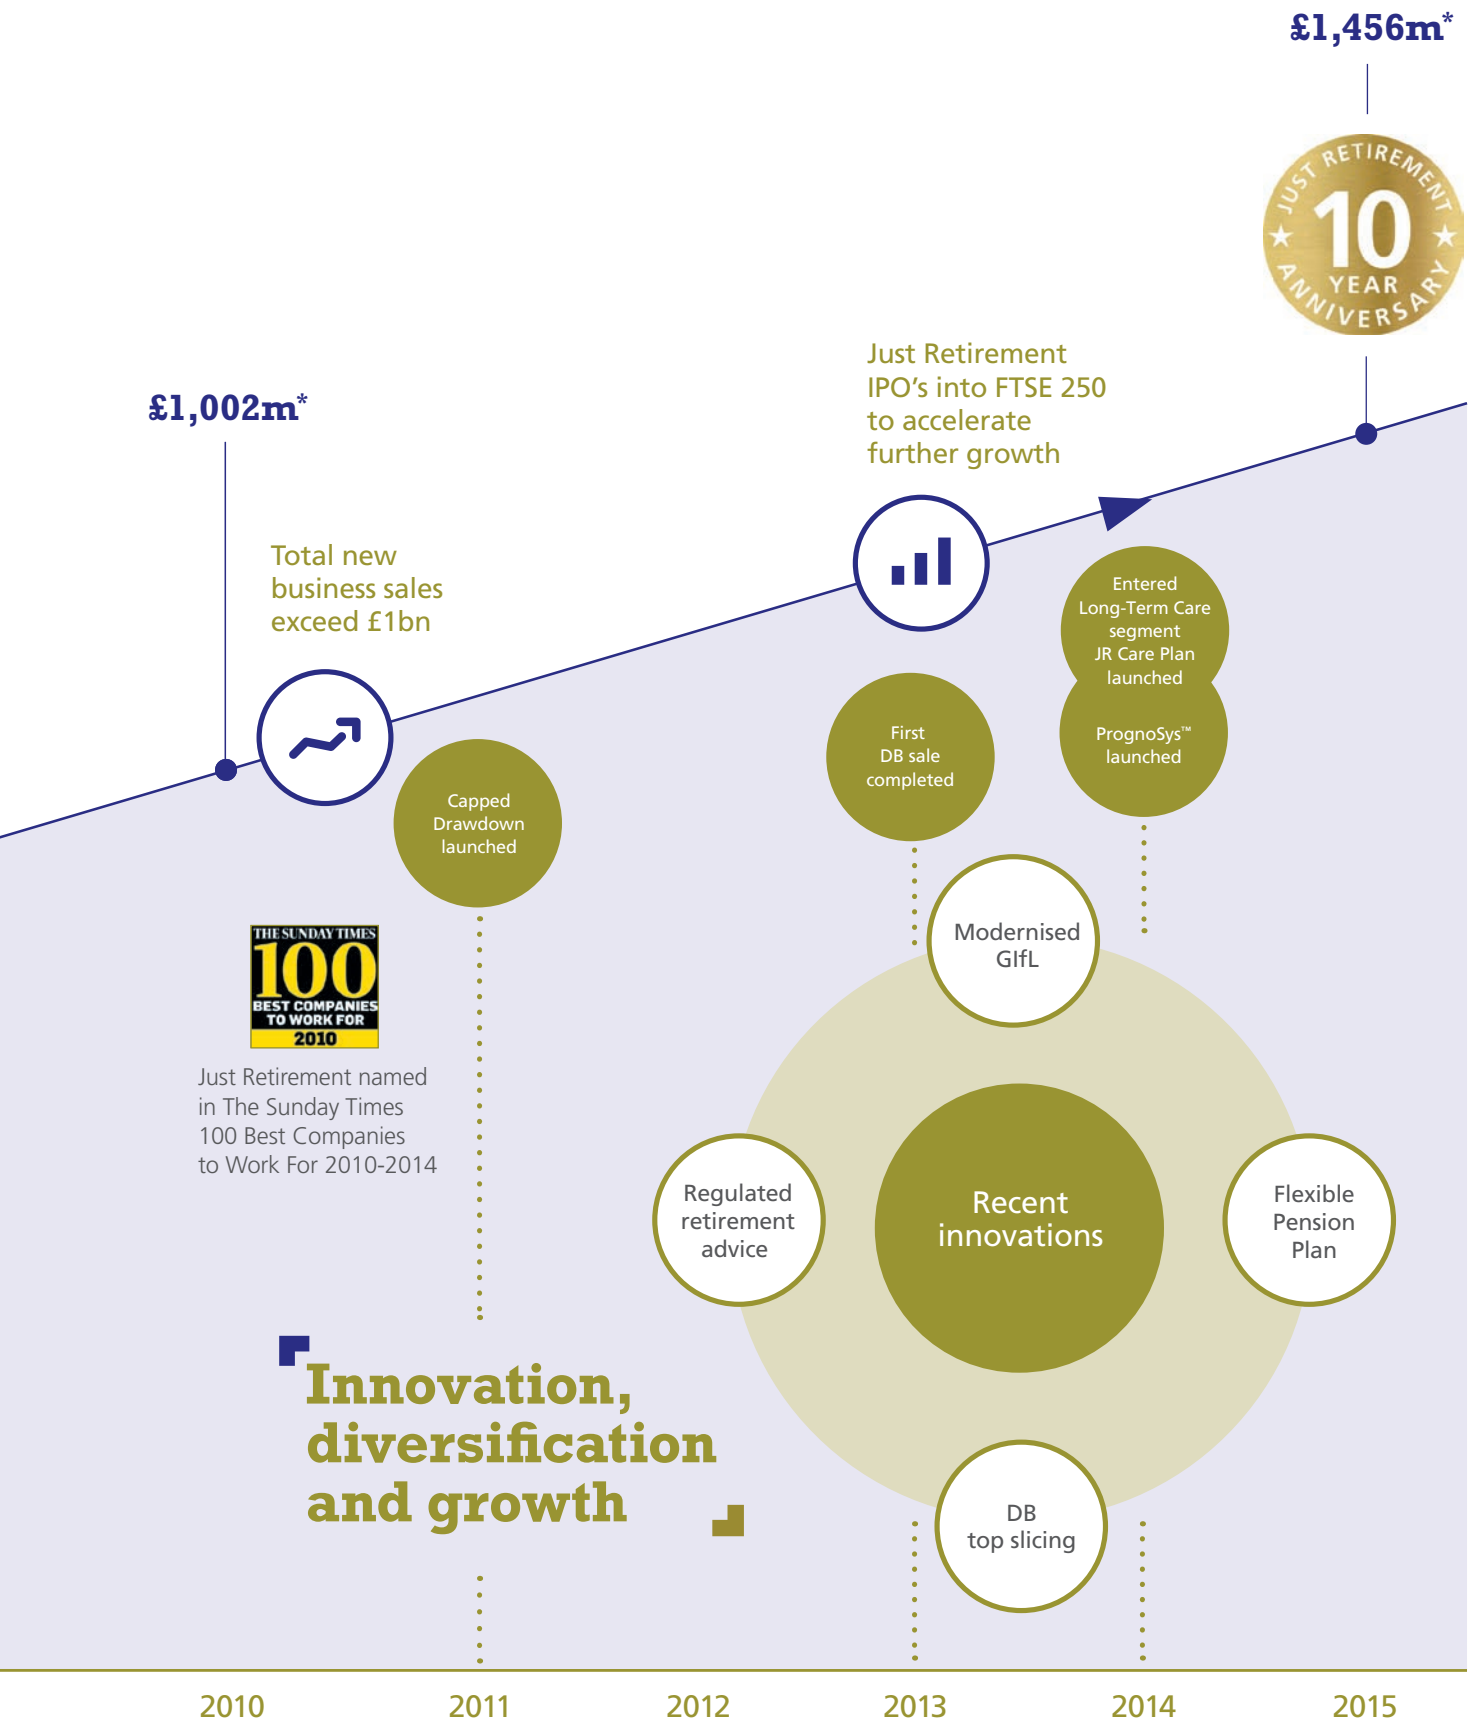 £1,456m*
JUST RETIREMENT
10
YEAR
ANNIVERSARY
Just Retirement
IPO's into FTSE 250
to accelerate
further growth
£1,002m*
Total new
business sales
exceed £1bn
Entered
Long-Term Care
segment
JR Care Plan
launched
PrognoSys™
launched
First
DB sale
completed
Capped
Drawdown
launched
THE SUNDAY TIMES
100
BEST COMPANIES
TO WORK FOR
2010
Just Retirement named
in The Sunday Times
100 Best Companies
to Work For 2010-2014
Modernised
GIfL
Regulated
retirement
advice
Recent
innovations
Flexible
Pension
Plan
DB
top slicing
Innovation,
diversification
and growth
2010 2011 2012 2013 2014 2015